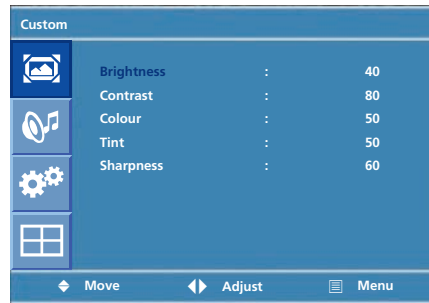 Custom
Brightness : 40
Contrast : 80
Colour : 50
Tint : 50
Sharpness : 60
Move Adjust Menu